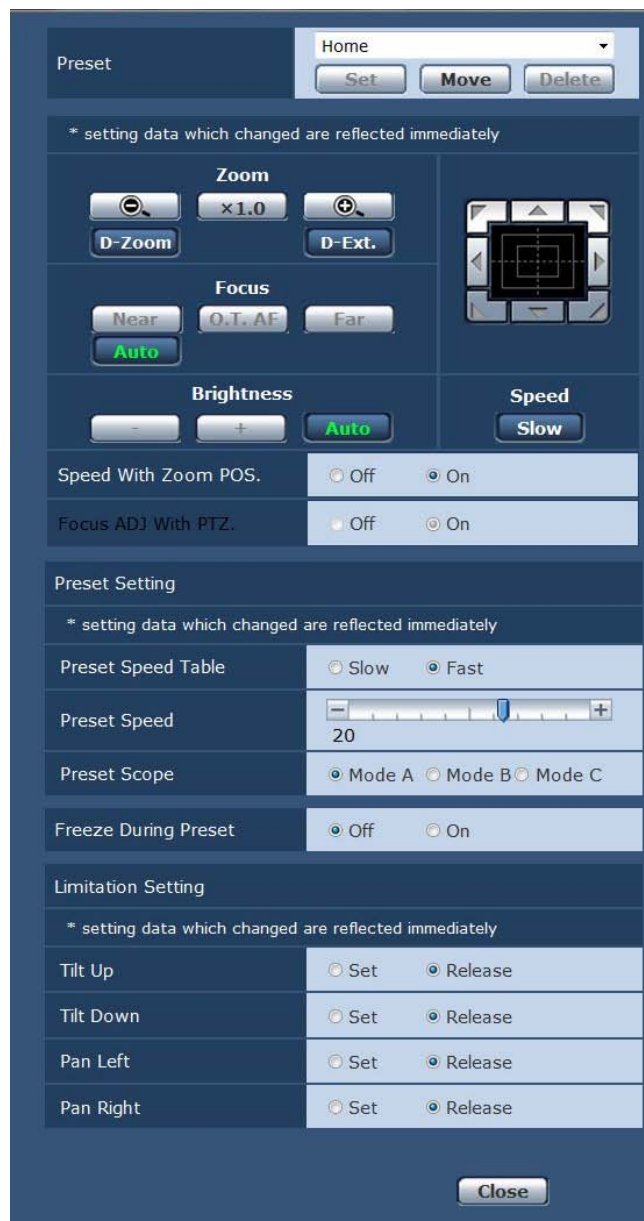 Preset
Home
Set Move Delete
* setting data which changed are reflected immediately
Zoom
×1.0
D-Zoom D-Ext.
Focus
Near O.T. AF Far
Auto
Brightness
- + Auto
Speed
Slow
Speed With Zoom POS. Off On
Focus ADJ With PTZ. Off On
Preset Setting
* setting data which changed are reflected immediately
Preset Speed Table Slow Fast
Preset Speed
20
Preset Scope Mode A Mode B Mode C
Freeze During Preset Off On
Limitation Setting
* setting data which changed are reflected immediately
Tilt Up Set Release
Tilt Down Set Release
Pan Left Set Release
Pan Right Set Release
Close